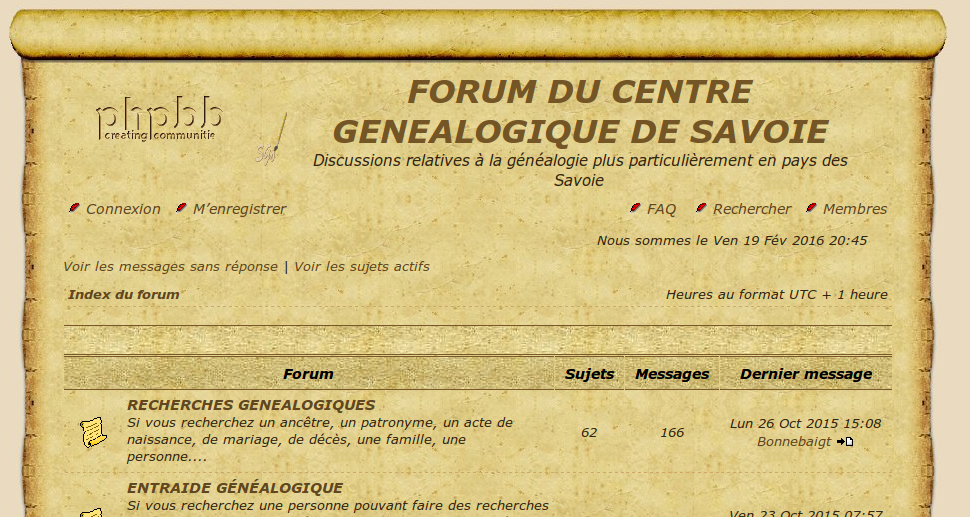 phpbb
creating communitie
FORUM DU CENTRE
GENEALOGIQUE DE SAVOIE
Discussions relatives à la généalogie plus particulièrement en pays des
Savoie
Connexion M’enregistrer FAQ Rechercher Membres
Nous sommes le Ven 19 Fév 2016 20:45
Voir les messages sans réponse | Voir les sujets actifs
Index du forum Heures au format UTC + 1 heure
Forum Sujets Messages Dernier message
RECHERCHES GENEALOGIQUES
Si vous recherchez un ancêtre, un patronyme, un acte de
naissance, de mariage, de décès, une famille, une
personne....
62 166 Lun 26 Oct 2015 15:08
Bonnebaigt
ENTRAIDE GÉNÉALOGIQUE
Si vous recherchez une personne pouvant faire des recherches
Ven 23 Oct 2015 07:57